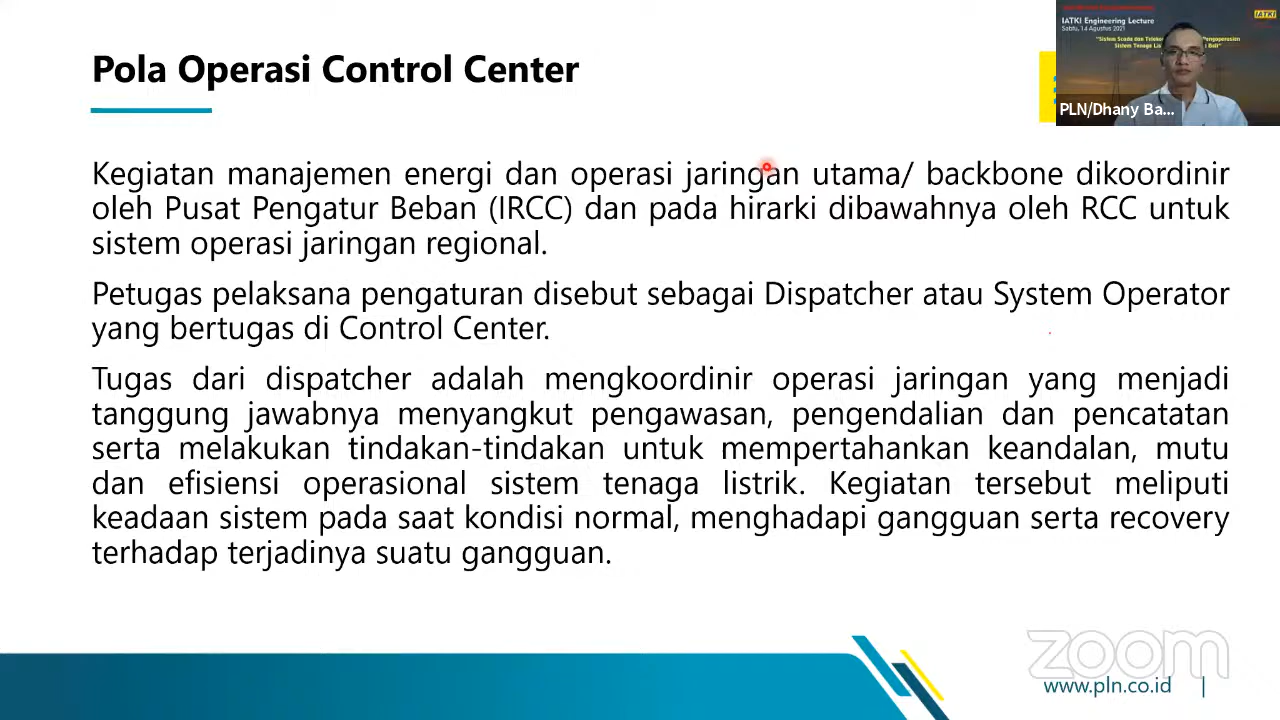 Pola Operasi Control Center
IATKI Engineering Lecture
Sabtu, 14 Agustus 2021
IATKI
PLN/Dhany Ba...
Kegiatan manajemen energi dan operasi jaringan utama/ backbone dikoordinir
oleh Pusat Pengatur Beban (IRCC) dan pada hirarki dibawahnya oleh RCC untuk
sistem operasi jaringan regional.
Petugas pelaksana pengaturan disebut sebagai Dispatcher atau System Operator
yang bertugas di Control Center.
Tugas dari dispatcher adalah mengkoordinir operasi jaringan yang menjadi
tanggung jawabnya menyangkut pengawasan, pengendalian dan pencatatan
serta melakukan tindakan-tindakan untuk mempertahankan keandalan, mutu
dan efisiensi operasional sistem tenaga listrik. Kegiatan tersebut meliputi
keadaan sistem pada saat kondisi normal, menghadapi gangguan serta recovery
terhadap terjadinya suatu gangguan.
zoom
www.pln.co.id |